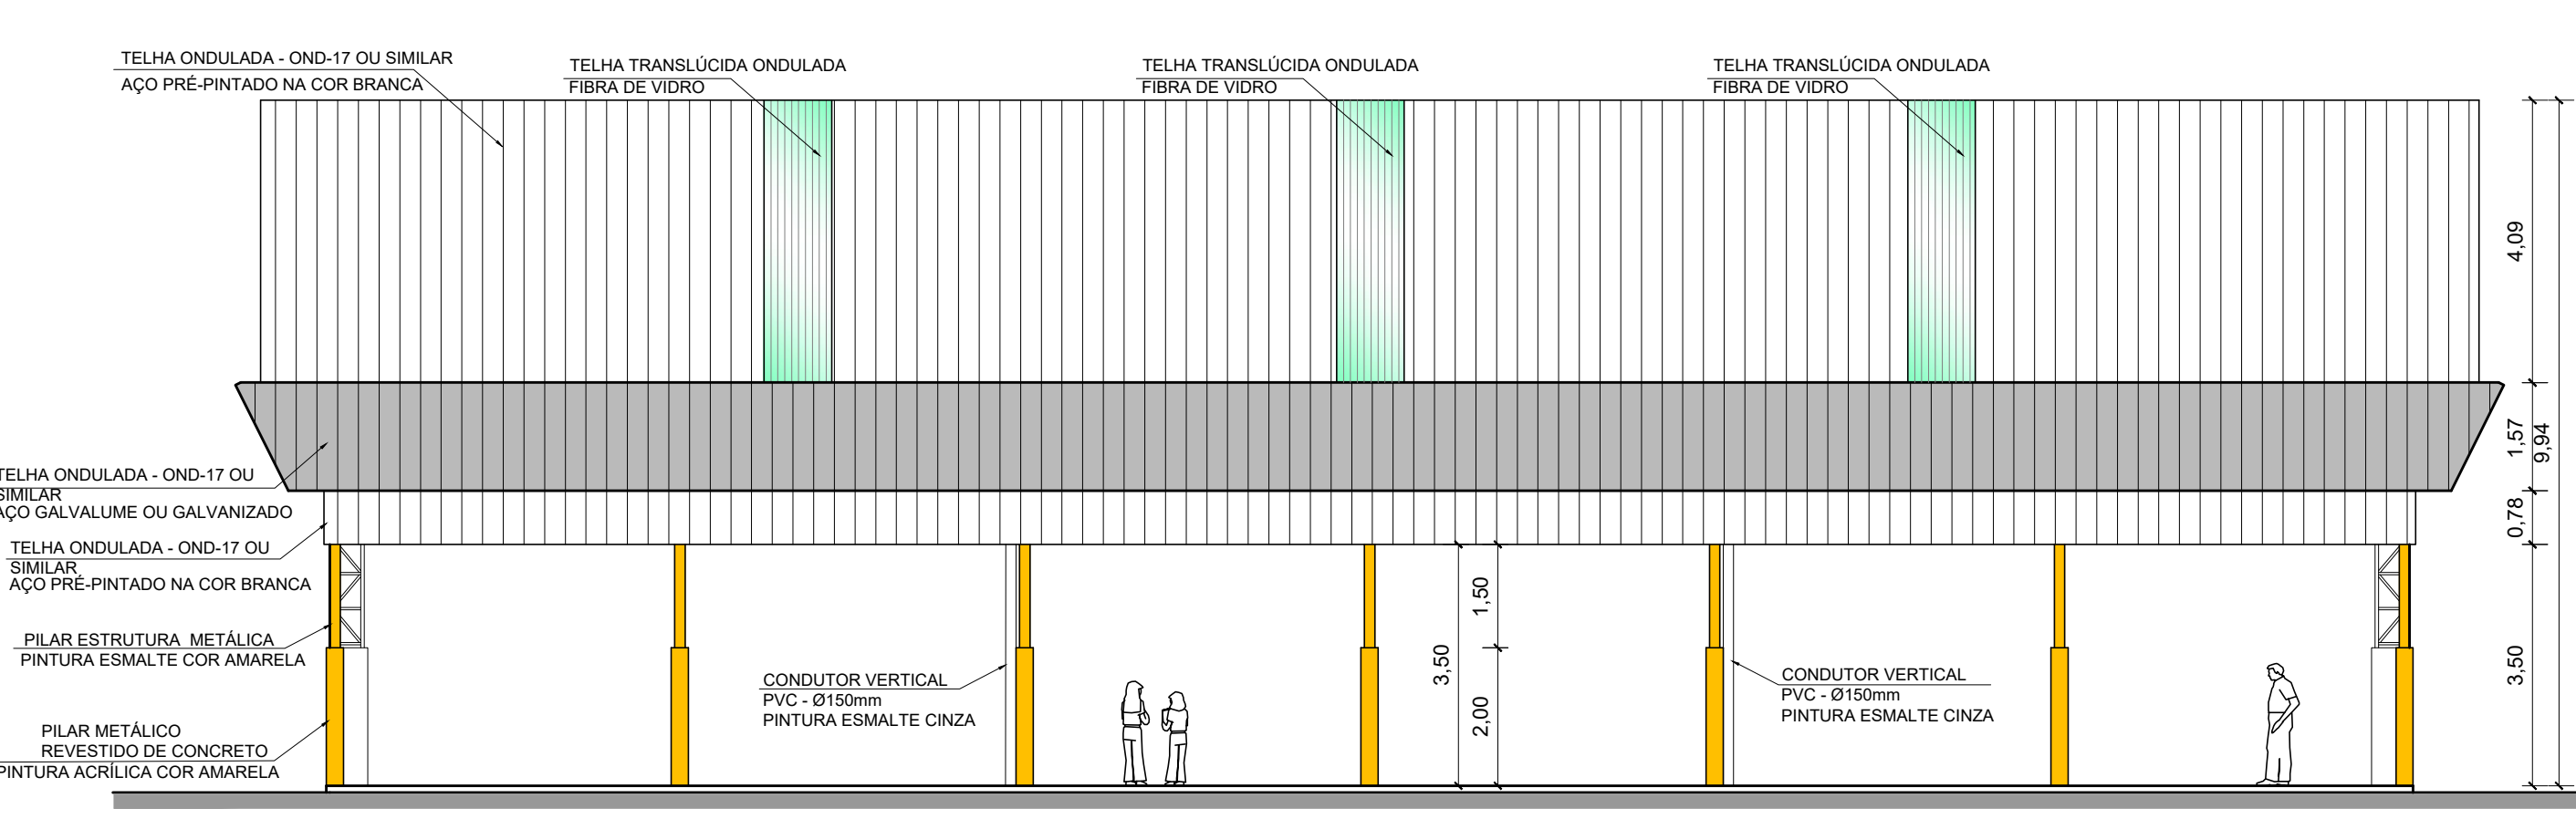 TELHA ONDULADA - OND-17 OU SIMILAR
AÇO PRÉ-PINTADO NA COR BRANCA
TELHA TRANSLÚCIDA ONDULADA
FIBRA DE VIDRO
TELHA TRANSLÚCIDA ONDULADA
FIBRA DE VIDRO
TELHA TRANSLÚCIDA ONDULADA
FIBRA DE VIDRO
4,09
1,57
9,94
0,78
3,50
TELHA ONDULADA - OND-17 OU
SIMILAR
AÇO GALVALUME OU GALVANIZADO
TELHA ONDULADA - OND-17 OU
SIMILAR
AÇO PRÉ-PINTADO NA COR BRANCA
PILAR ESTRUTURA METÁLICA
PINTURA ESMALTE COR AMARELA
PILAR METÁLICO
REVESTIDO DE CONCRETO
PINTURA ACRÍLICA COR AMARELA
CONDUTOR VERTICAL
PVC - Ø150mm
PINTURA ESMALTE CINZA
3,50
1,50
2,00
CONDUTOR VERTICAL
PVC - Ø150mm
PINTURA ESMALTE CINZA